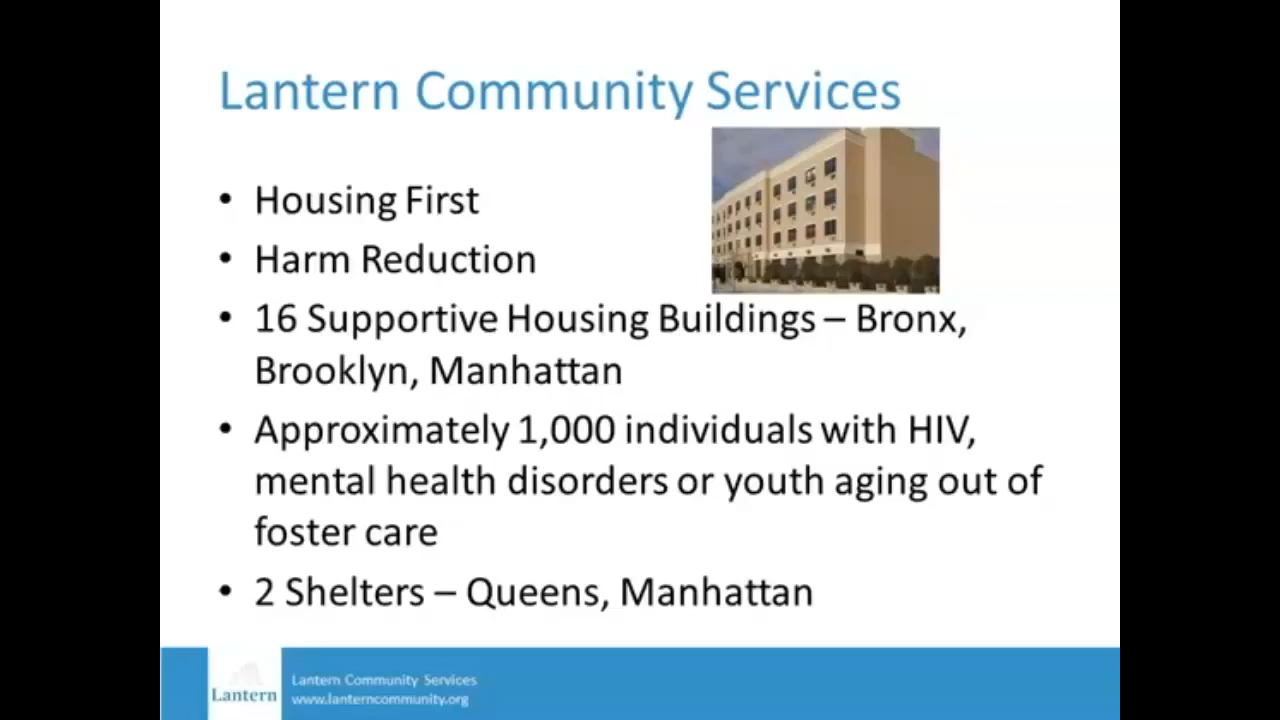 Lantern Community Services
• Housing First
• Harm Reduction
• 16 Supportive Housing Buildings – Bronx,
Brooklyn, Manhattan
• Approximately 1,000 individuals with HIV,
mental health disorders or youth aging out of
foster care
• 2 Shelters – Queens, Manhattan
Lantern
Lantern Community Services
www.lanterncommunity.org